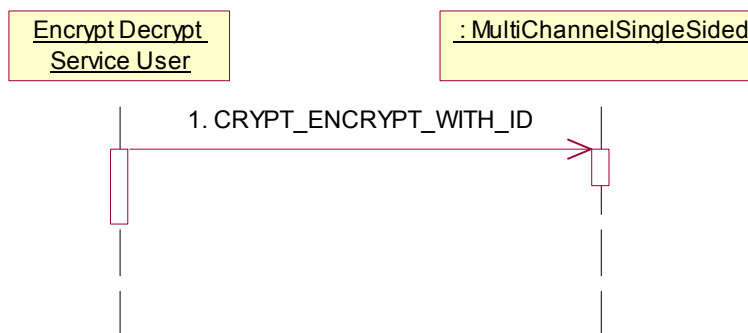 Encrypt Decrypt
Service User
: MultiChannelSingleSided
1. CRYPT_ENCRYPT_WITH_ID